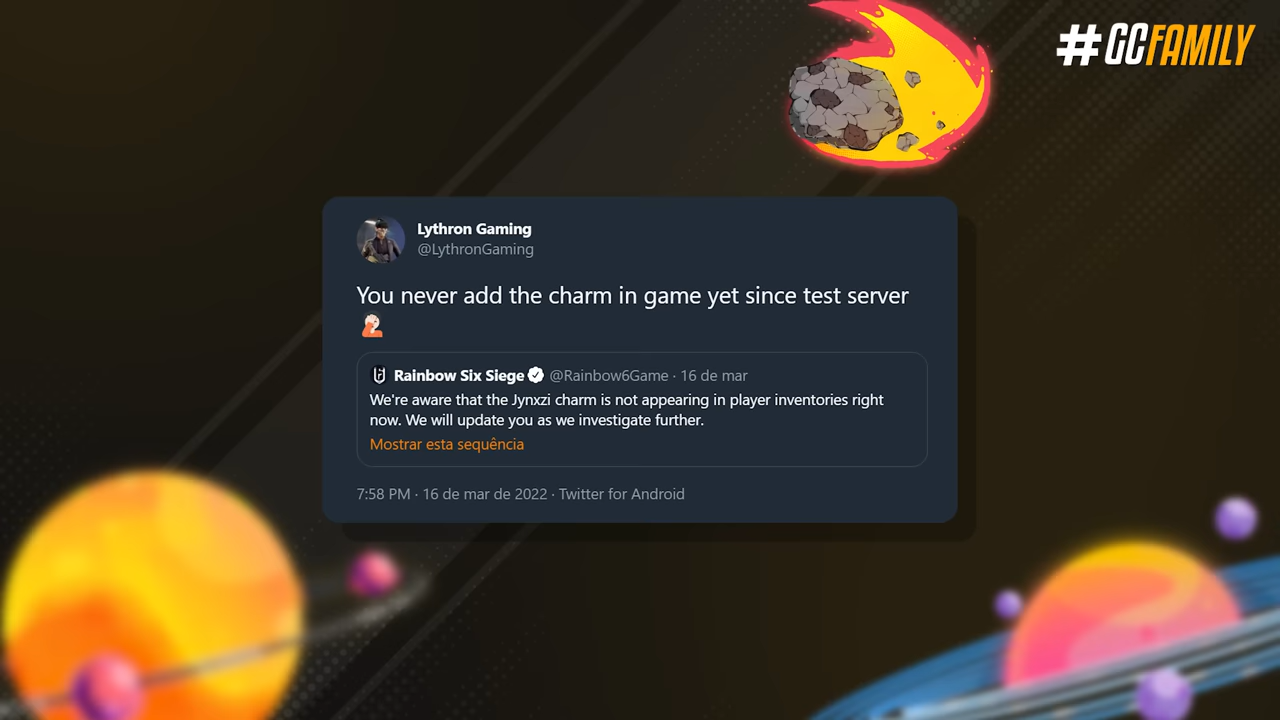 #GCFAMILY
Lythron Gaming
@LythronGaming
You never add the charm in game yet since test server
🤦🏻
Rainbow Six Siege @Rainbow6Game · 16 de mar
We're aware that the Jynxzi charm is not appearing in player inventories right
now. We will update you as we investigate further.
Mostrar esta sequência
7:58 PM · 16 de mar de 2022 · Twitter for Android